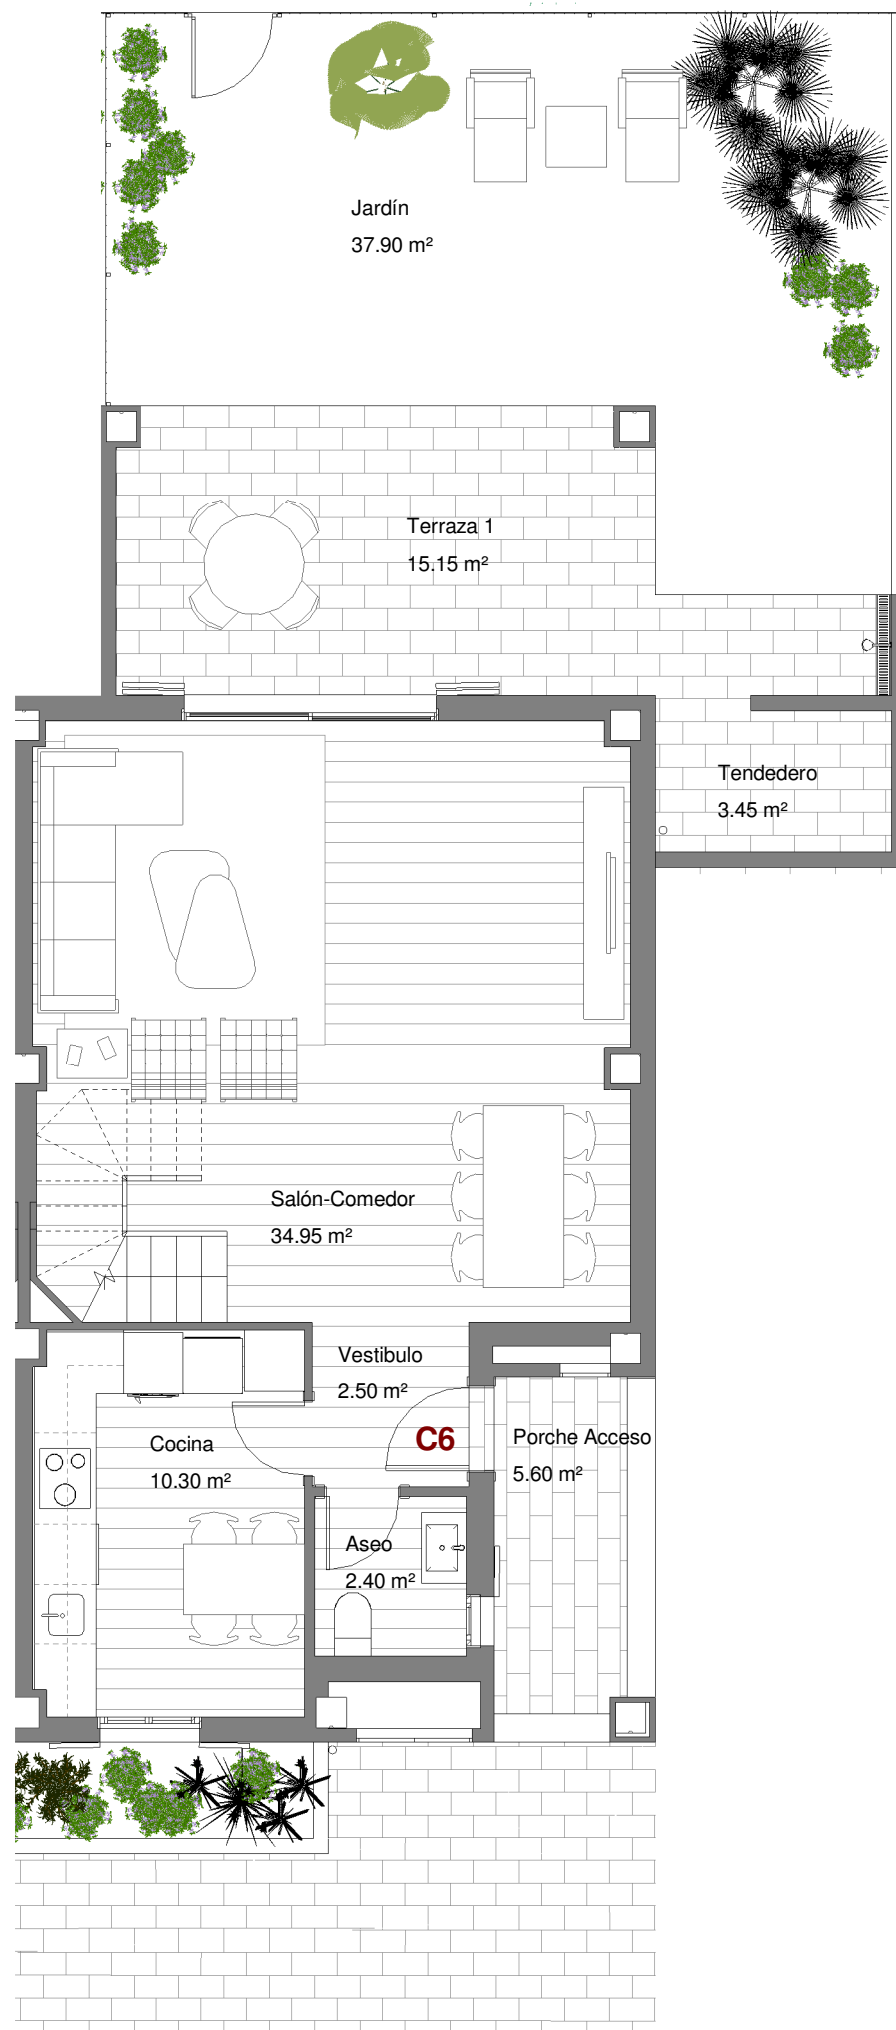 Jardín
37.90 m²
Terraza 1
15.15 m²
Tendedero
3.45 m²
Salón-Comedor
34.95 m²
Vestibulo
2.50 m²
C6
Porche Acceso
5.60 m²
Cocina
10.30 m²
Aseo
2.40 m²